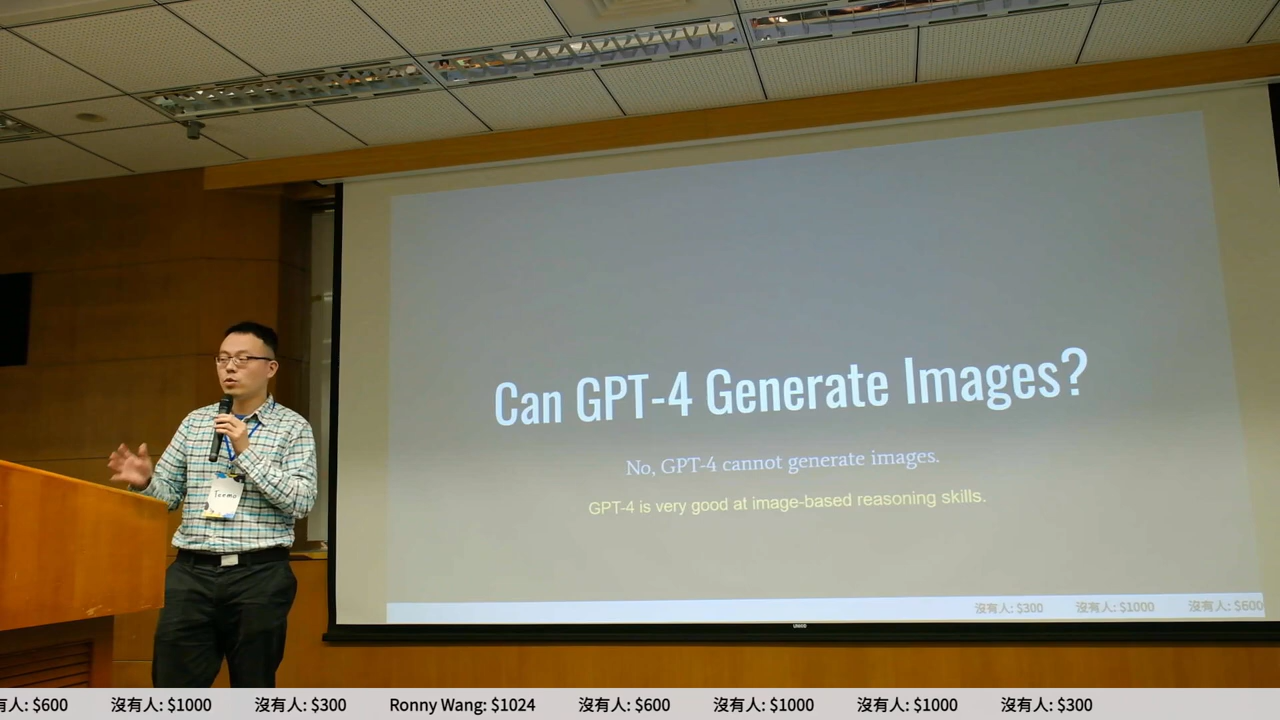 Can GPT-4 Generate Images?
No, GPT-4 cannot generate images.
GPT-4 is very good at image-based reasoning skills.
沒有人: $300 沒有人: $1000 沒有人: $600
Teemo
有人: $600 沒有人: $1000 沒有人: $300 Ronny Wang: $1024 沒有人: $600 沒有人: $1000 沒有人: $1000 沒有人: $300